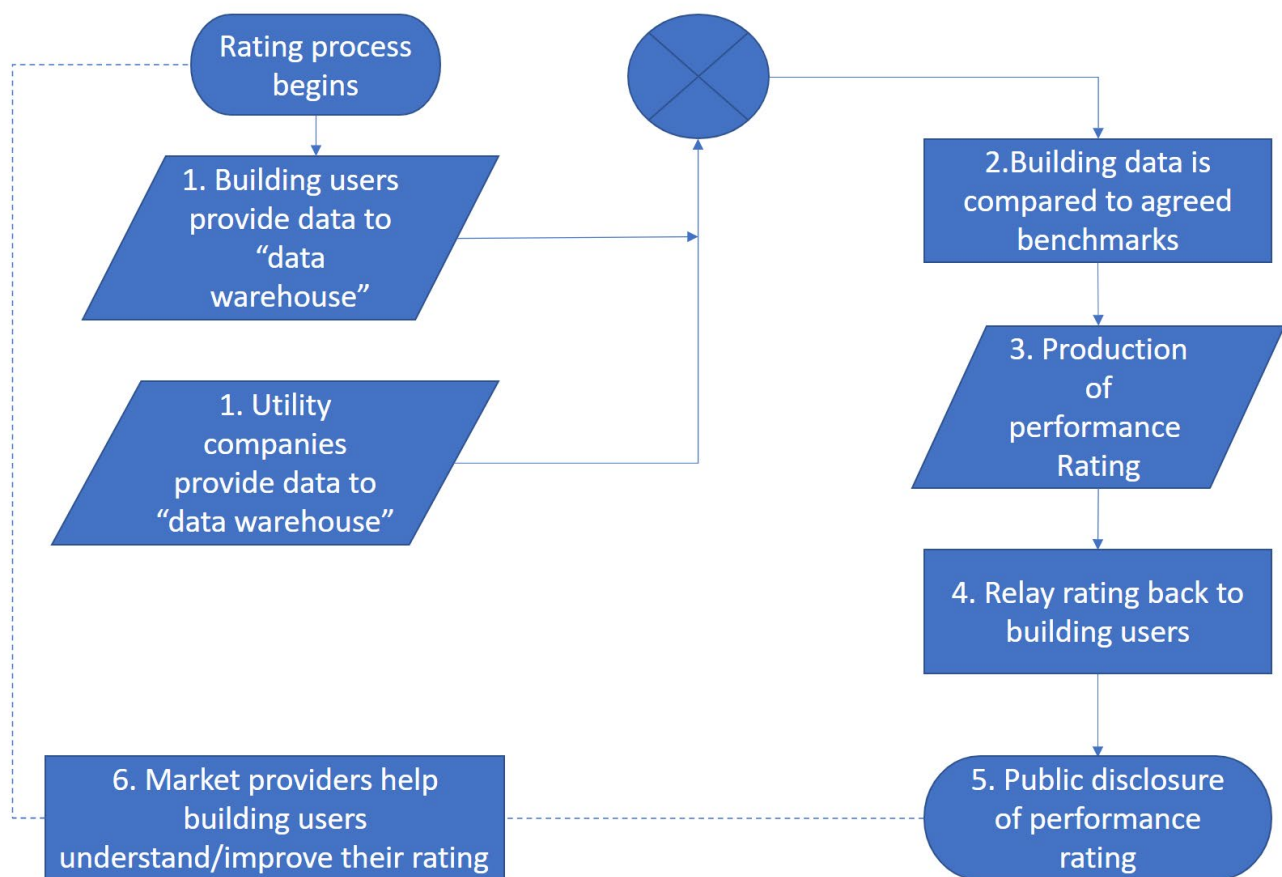 Rating process
begins
1. Building users
provide data to
“data
warehouse”
1. Utility
companies
provide data to
“data warehouse”
2.Building data is
compared to agreed
benchmarks
3. Production
of
performance
Rating
4. Relay rating back to
building users
5. Public disclosure
of performance
rating
6. Market providers help
building users
understand/improve their rating